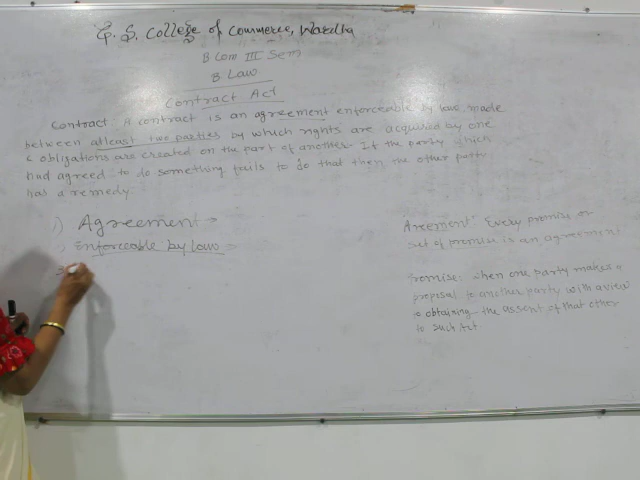 G. S. College of Commerce, Wardha
B Com III Sem
B Law
Contract Act
Contract: A contract is an agreement enforceable by law made
between atleast two parties by which rights are acquired by one
& obligations are created on the part of another. If the party which
had agreed to do something fails to do that then the other party
has a remedy.
1) Agreement =
) Enforceable by law =
3)
Areement: Every promise or
set of promise is an agreement
Promise: when one party makes a
proposal to another party with a view
to obtaining the assent of that other
to such Act